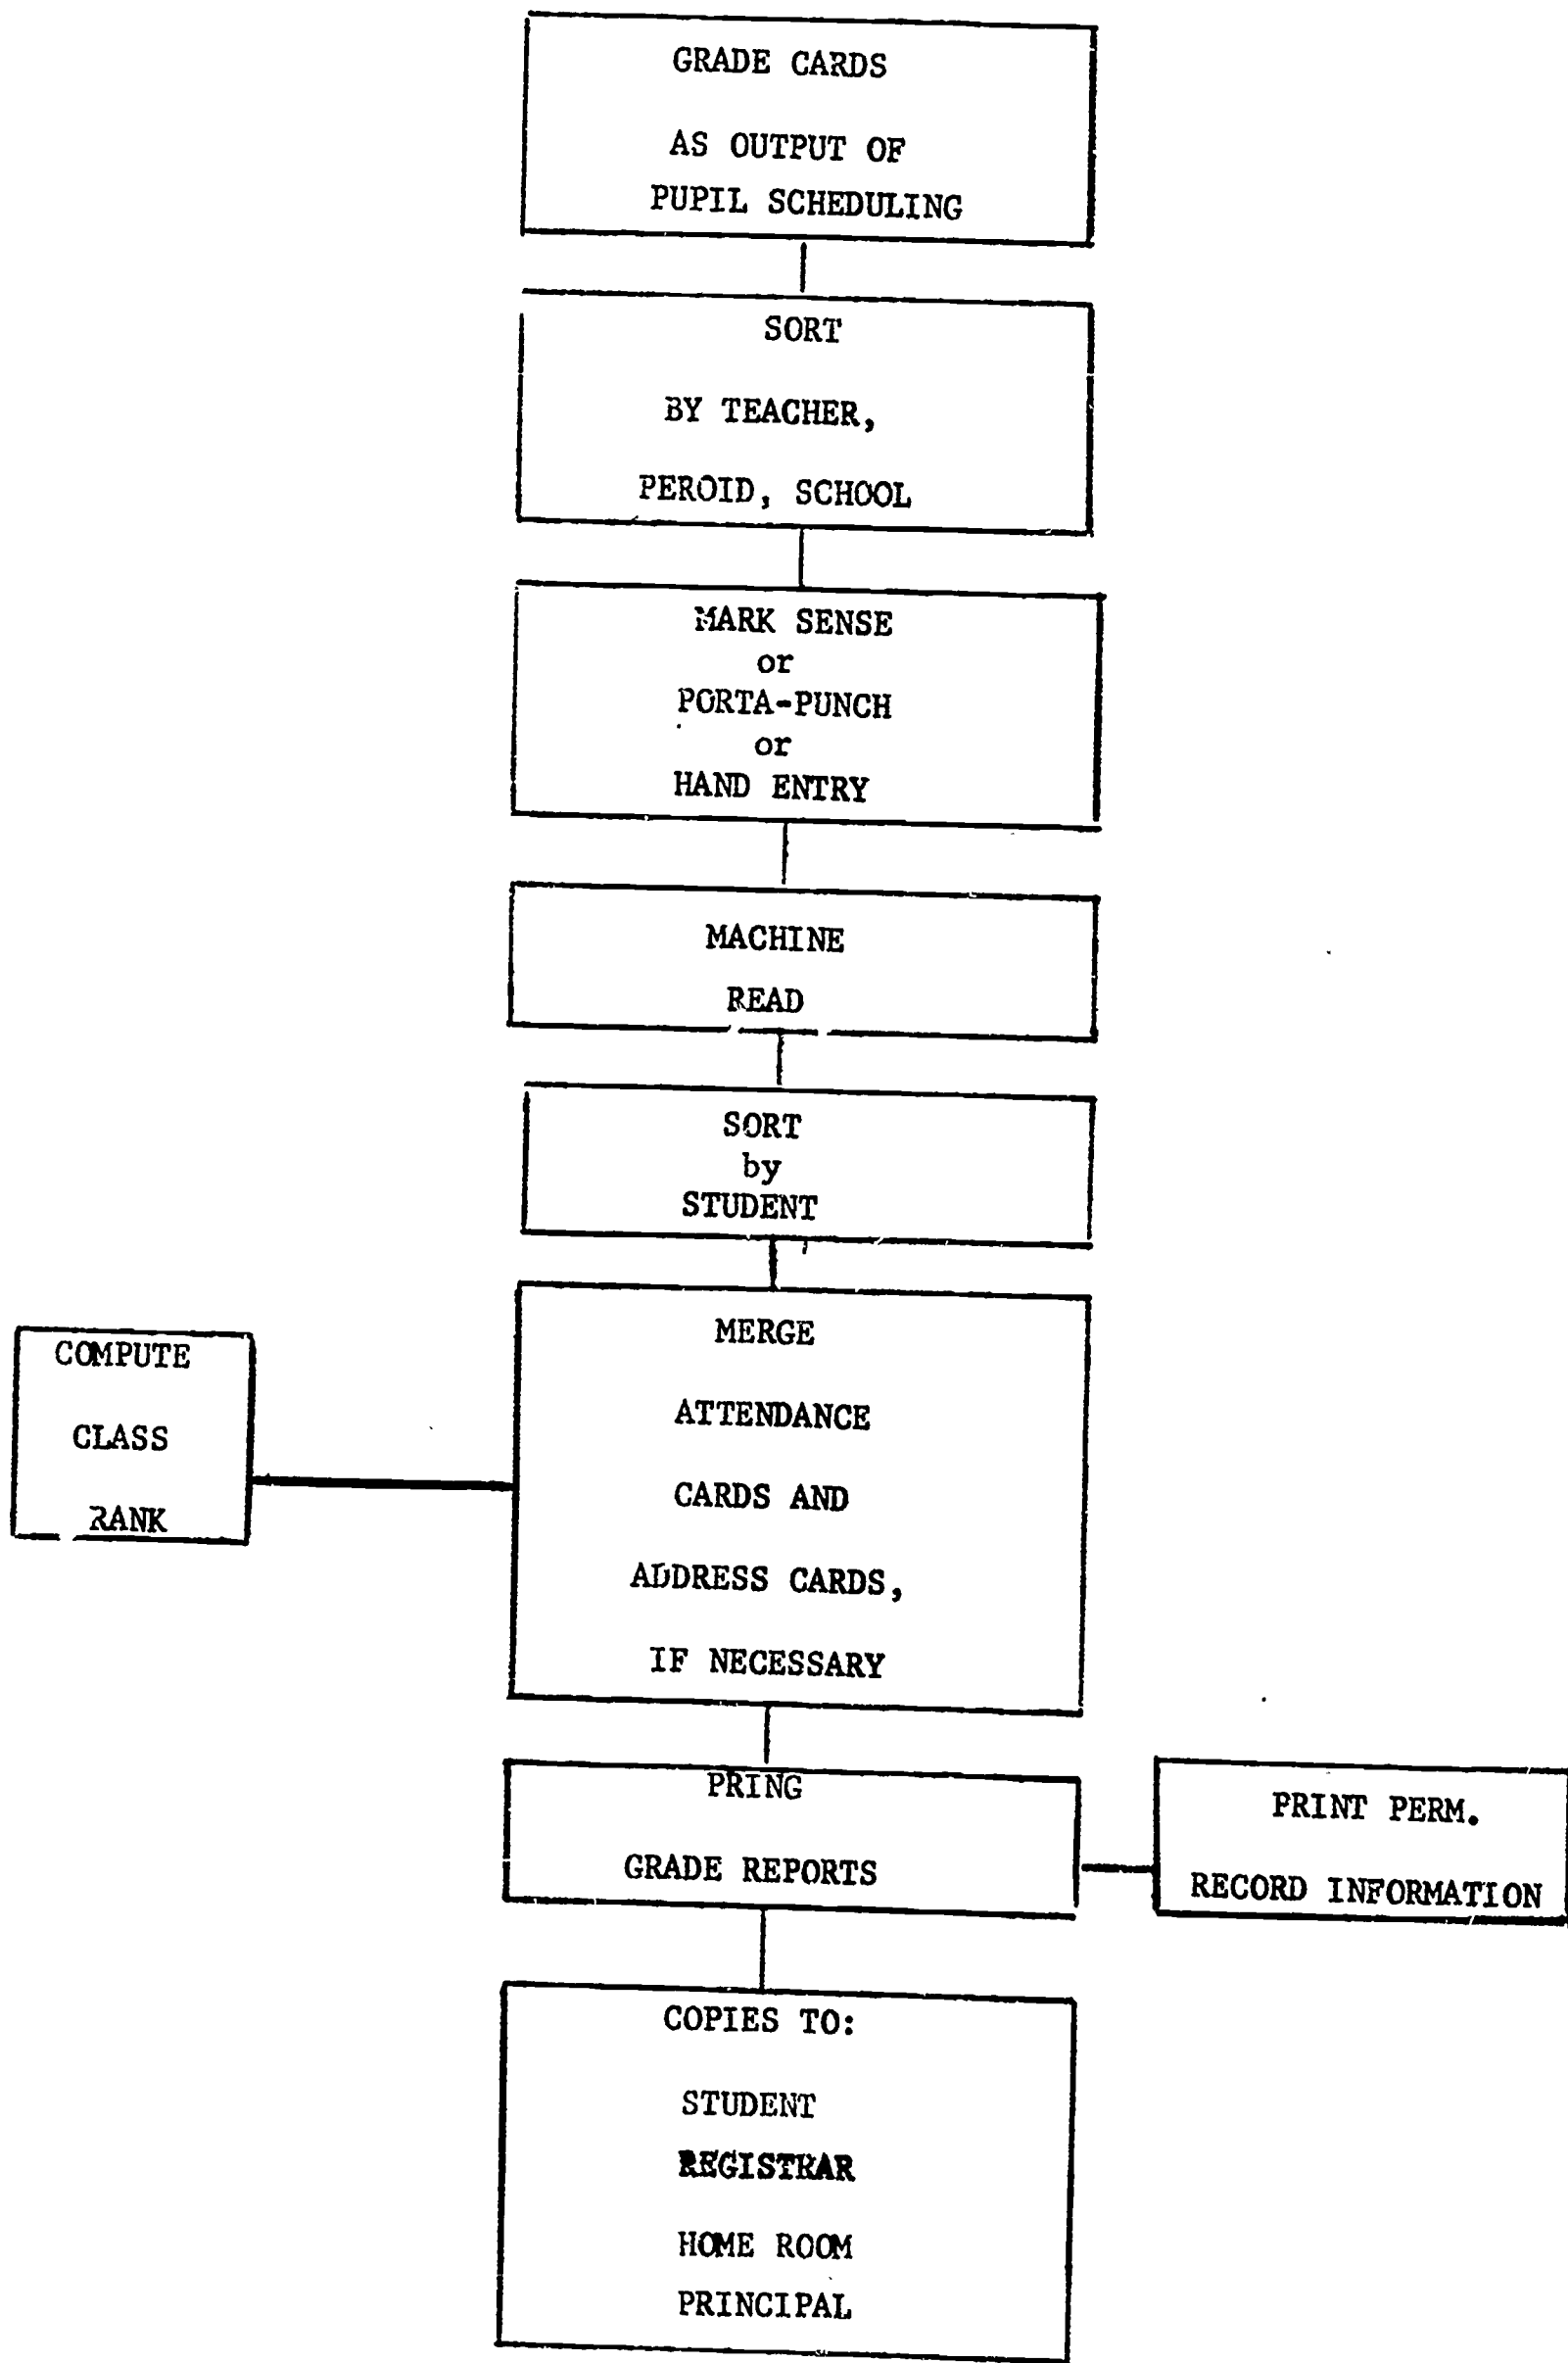 GRADE CARDS
AS OUTPUT OF
PUPIL SCHEDULING
SORT
BY TEACHER,
PEROID, SCHOOL
MARK SENSE
or
PORTA-PUNCH
or
HAND ENTRY
MACHINE
READ
SORT
by
STUDENT
MERGE
ATTENDANCE
CARDS AND
ADDRESS CARDS,
IF NECESSARY
COMPUTE
CLASS
RANK
PRING
GRADE REPORTS
PRINT PERM.
RECORD INFORMATION
COPIES TO:
STUDENT
REGISTRAR
HOME ROOM
PRINCIPAL